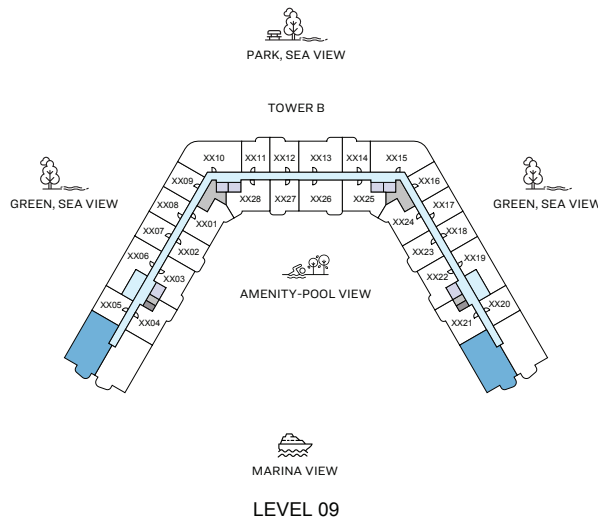 PARK, SEA VIEW
TOWER B
XX10 XX11 XX12 XX13 XX14 XX15
XX09 XX16
GREEN, SEA VIEW GREEN, SEA VIEW
XX08 XX28 XX27 XX26 XX25 XX17
XX01 XX24
XX07 XX18
XX02 XX23
XX06 XX19
XX03 XX22
AMENITY-POOL VIEW
XX05 XX20
XX04 XX21
MARINA VIEW
LEVEL 09